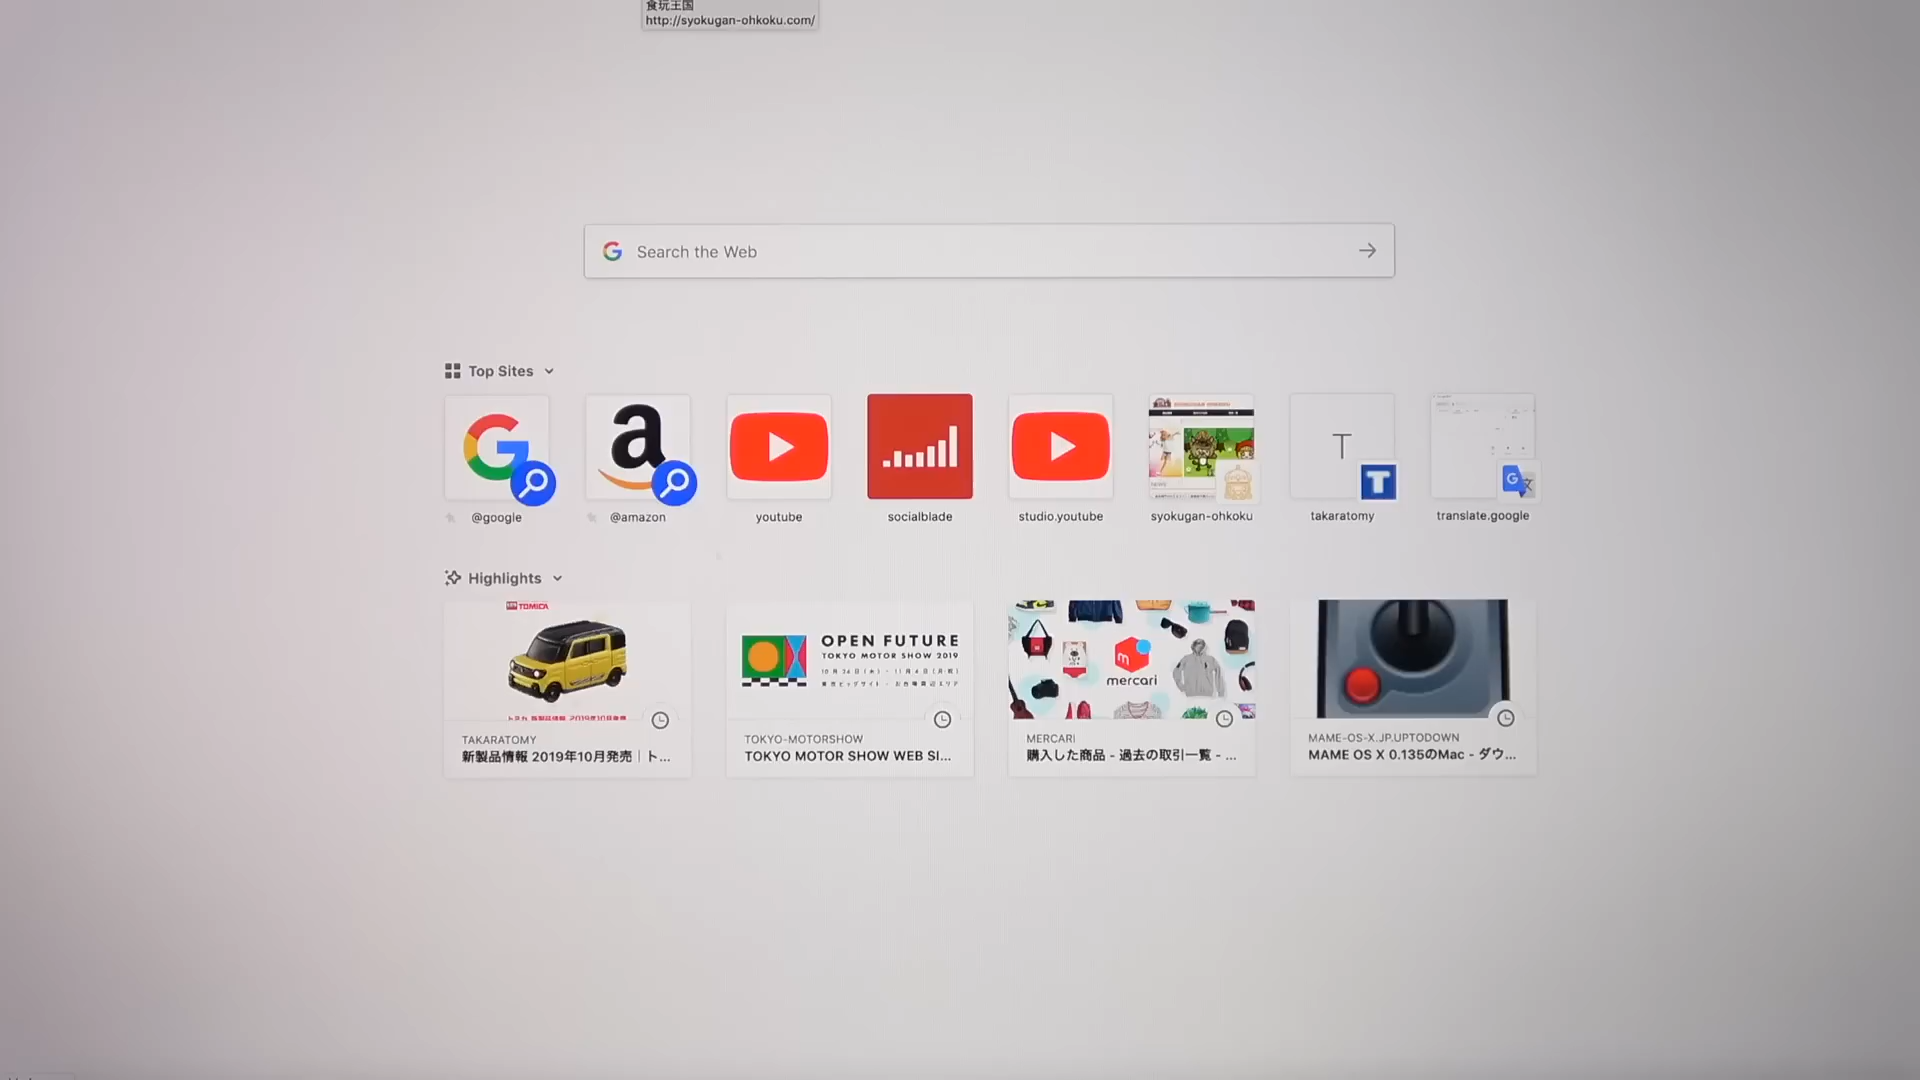 食玩王国
http://syokugan-ohkoku.com/
Search the Web
Top Sites
@google
@amazon
youtube
socialblade
studio.youtube
syokugan-ohkoku
T
takaratomy
translate.google
Highlights
TOMICA
OPEN FUTURE
TOKYO MOTOR SHOW 2019
mercari
TAKARATOMY
新製品情報 2019年10月発売｜ト...
TOKYO-MOTORSHOW
TOKYO MOTOR SHOW WEB SI...
MERCARI
購入した商品 - 過去の取引一覧 - ...
MAME-OS-X.JP.UPTODOWN
MAME OS X 0.135のMac - ダウ...